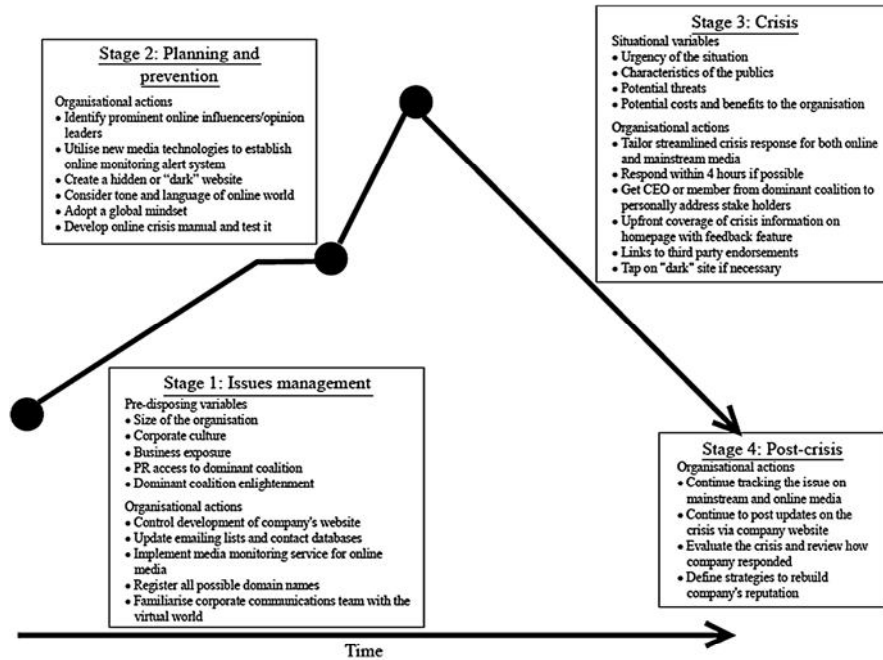 Stage 2: Planning and
prevention
Organisational actions
• Identify prominent online influencers/opinion
leaders
• Utilise new media technologies to establish
online monitoring alert system
• Create a hidden or "dark" website
• Consider tone and language of online world
• Adopt a global mindset
• Develop online crisis manual and test it
Stage 3: Crisis
Situational variables
• Urgency of the situation
• Characteristics of the publics
• Potential threats
• Potential costs and benefits to the organisation
Organisational actions
• Tailor streamlined crisis response for both online
and mainstream media
• Respond within 4 hours if possible
• Get CEO or member from dominant coalition to
personally address stake holders
• Upfront coverage of crisis information on
homepage with feedback feature
• Links to third party endorsements
• Tap on "dark" site if necessary
Stage 1: Issues management
Pre-disposing variables
• Size of the organisation
• Corporate culture
• Business exposure
• PR access to dominant coalition
• Dominant coalition enlightenment
Organisational actions
• Control development of company's website
• Update emailing lists and contact databases
• Implement media monitoring service for online
media
• Register all possible domain names
• Familiarise corporate communications team with the
virtual world
Stage 4: Post-crisis
Organisational actions
• Continue tracking the issue on
mainstream and online media
• Continue to post updates on the
crisis via company website
• Evaluate the crisis and review how
company responded
• Define strategies to rebuild
company's reputation
Time